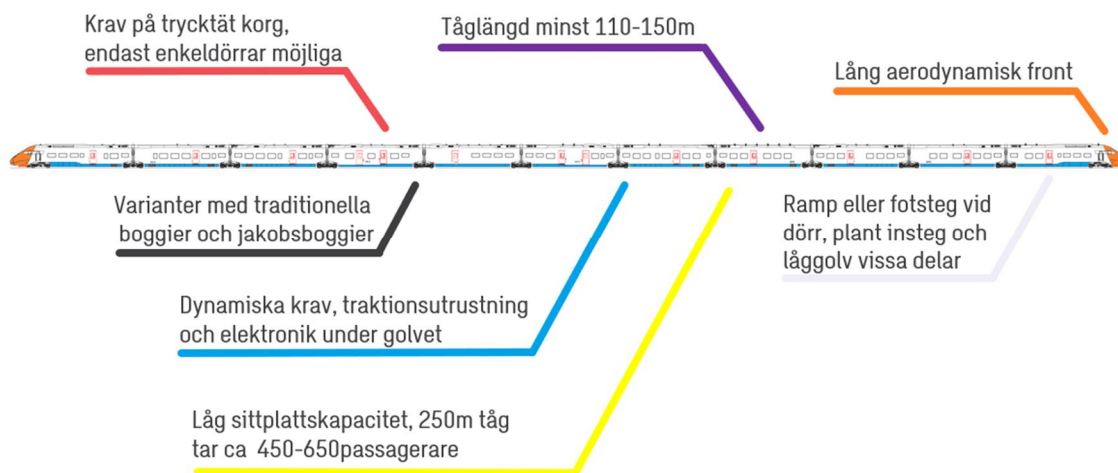 Krav på trycktät korg,
endast enkeldörrar möjliga
Tåglängd minst 110-150m
Lång aerodynamisk front
Varianter med traditionella
boggier och jakobsboggier
Ramp eller fotsteg vid
dörr, plant insteg och
låggolv vissa delar
Dynamiska krav, traktionsutrustning
och elektronik under golvet
Låg sittplattskapacitet, 250m tåg
tar ca 450-650passagerare